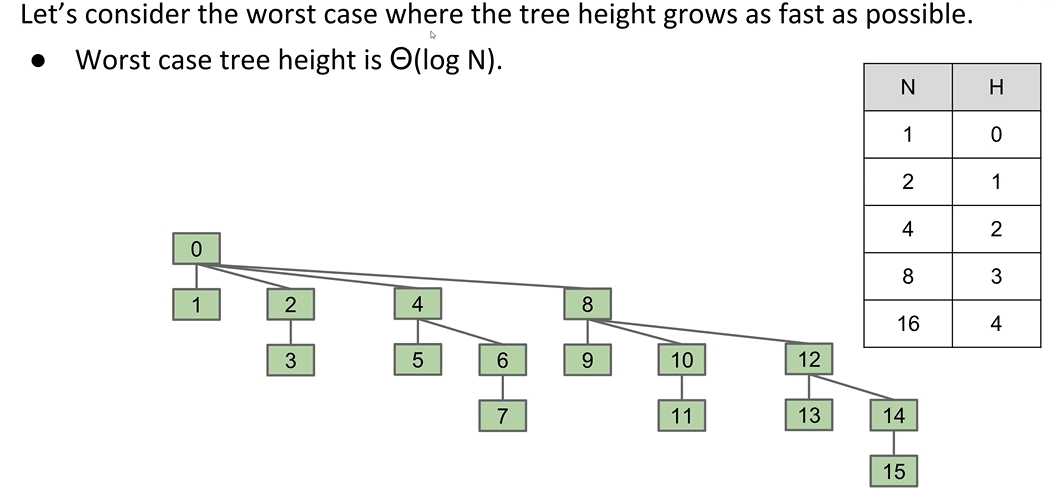 Let's consider the worst case where the tree height grows as fast as possible.
● Worst case tree height is Θ(log N).
N H
1 0
2 1
4 2
8 3
16 4
0
1 2 4 8
3 5 6 9 10 12
7 11 13 14
15